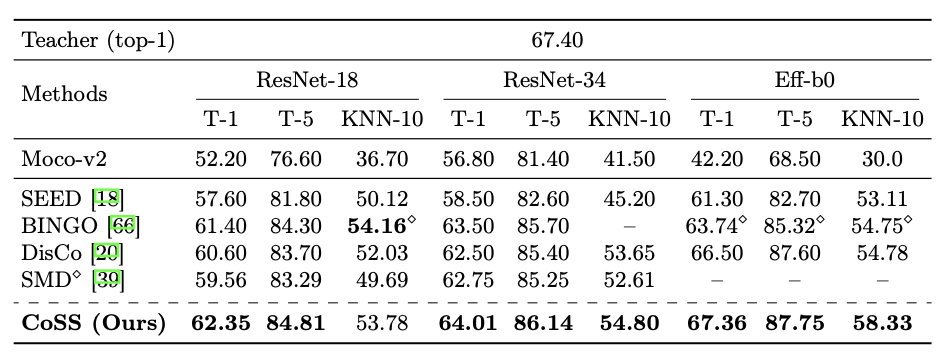 Teacher (top-1) 67.40
Methods ResNet-18 ResNet-34 Eff-b0
T-1 T-5 KNN-10 T-1 T-5 KNN-10 T-1 T-5 KNN-10
Moco-v2 52.20 76.60 36.70 56.80 81.40 41.50 42.20 68.50 30.0
SEED [18] 57.60 81.80 50.12 58.50 82.60 45.20 61.30 82.70 53.11
BINGO [66] 61.40 84.30 54.16⋄ 63.50 85.70 – 63.74⋄ 85.32⋄ 54.75⋄
DisCo [20] 60.60 83.70 52.03 62.50 85.40 53.65 66.50 87.60 54.78
SMD⋄ [39] 59.56 83.29 49.69 62.75 85.25 52.61 – – –
CoSS (Ours) 62.35 84.81 53.78 64.01 86.14 54.80 67.36 87.75 58.33